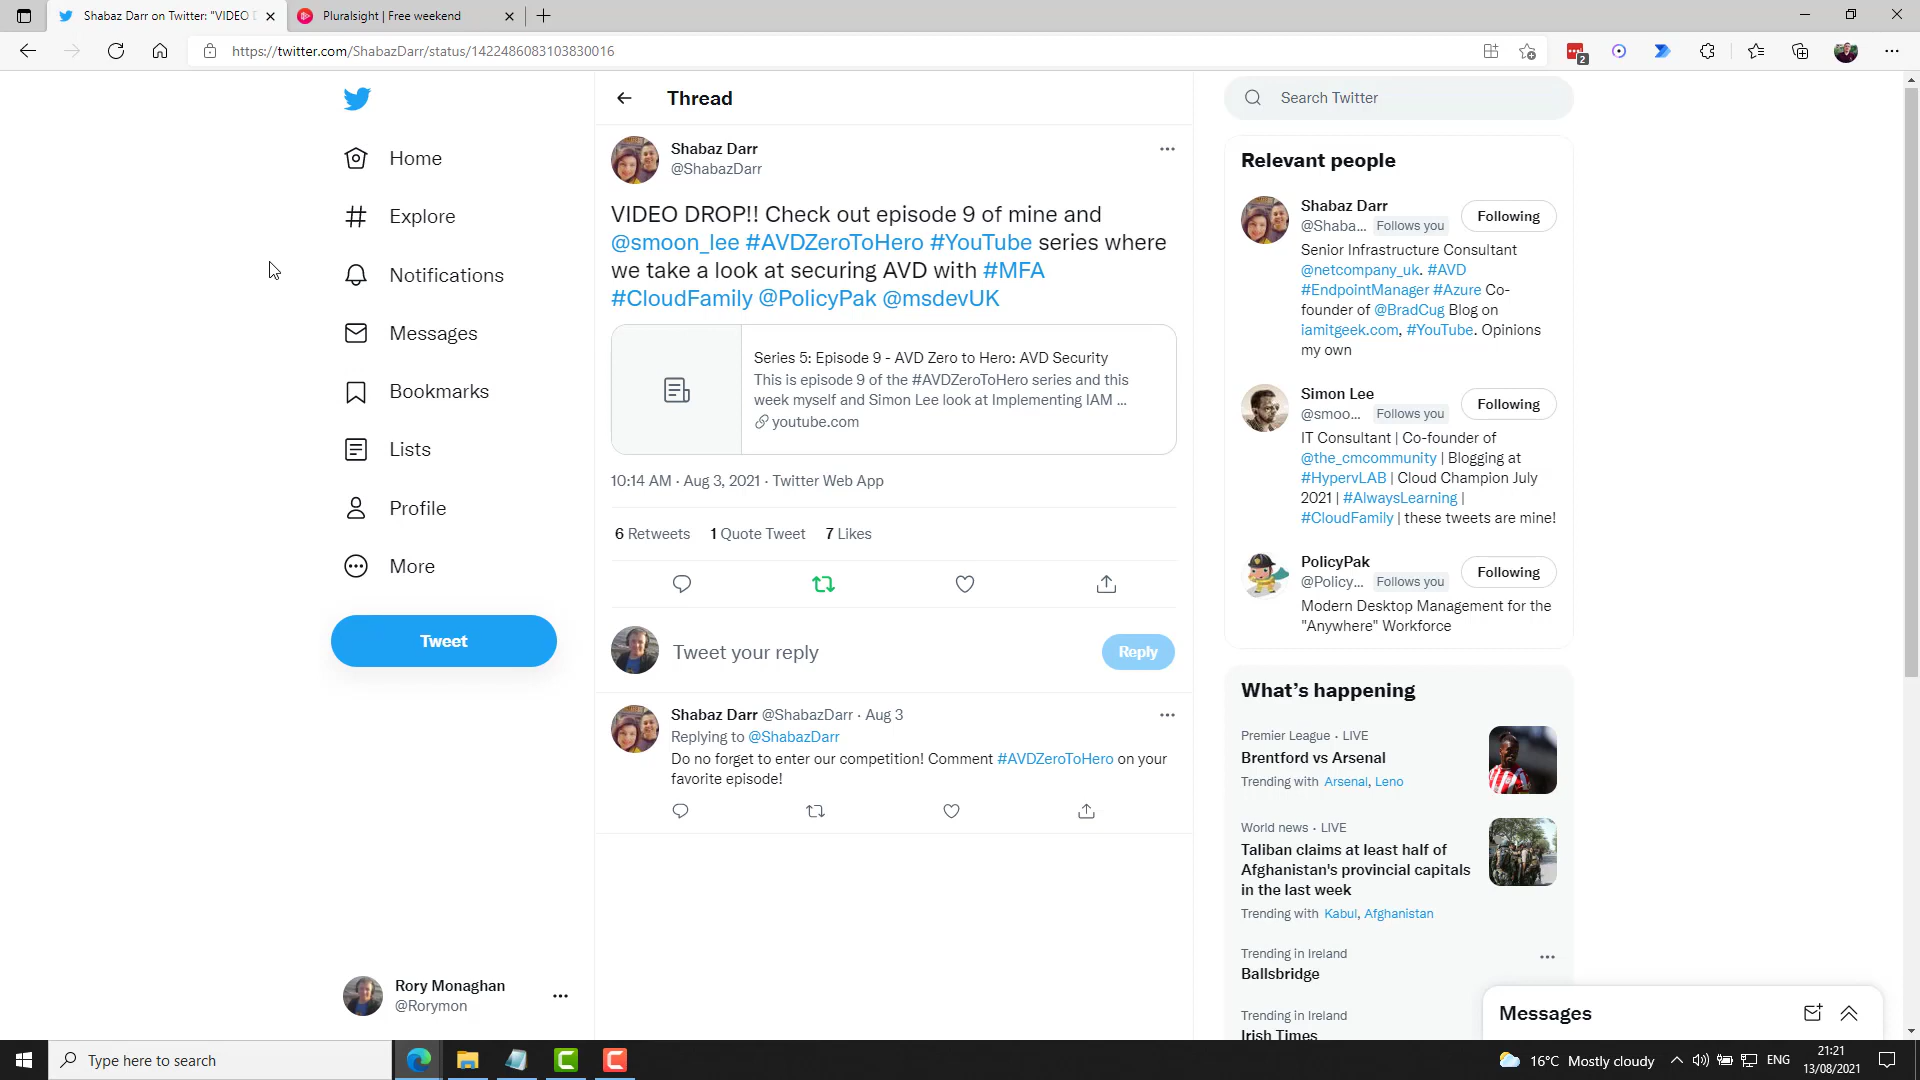 Shabaz Darr on Twitter: "VIDEO D
Pluralsight | Free weekend
https://twitter.com/ShabazDarr/status/1422486083103830016
2
Home
Explore
Notifications
Messages
Bookmarks
Lists
Profile
More
Tweet
Rory Monaghan
@Rorymon
Thread
Shabaz Darr
@ShabazDarr
VIDEO DROP!! Check out episode 9 of mine and
@smoon_lee #AVDZeroToHero #YouTube series where
we take a look at securing AVD with #MFA
#CloudFamily @PolicyPak @msdevUK
Series 5: Episode 9 - AVD Zero to Hero: AVD Security
This is episode 9 of the #AVDZeroToHero series and this
week myself and Simon Lee look at Implementing IAM ...
youtube.com
10:14 AM · Aug 3, 2021 · Twitter Web App
6 Retweets 1 Quote Tweet 7 Likes
Tweet your reply
Reply
Shabaz Darr @ShabazDarr · Aug 3
Replying to @ShabazDarr
Do no forget to enter our competition! Comment #AVDZeroToHero on your
favorite episode!
Search Twitter
Relevant people
Shabaz Darr
@Shaba... Follows you
Following
Senior Infrastructure Consultant
@netcompany_uk. #AVD
#EndpointManager #Azure Co-
founder of @BradCug Blog on
iamitgeek.com, #YouTube. Opinions
my own
Simon Lee
@smoo... Follows you
Following
IT Consultant | Co-founder of
@the_cmcommunity | Blogging at
#HypervLAB | Cloud Champion July
2021 | #AlwaysLearning |
#CloudFamily | these tweets are mine!
PolicyPak
@Policy... Follows you
Following
Modern Desktop Management for the
"Anywhere" Workforce
What's happening
Premier League · LIVE
Brentford vs Arsenal
Trending with Arsenal, Leno
World news · LIVE
Taliban claims at least half of
Afghanistan's provincial capitals
in the last week
Trending with Kabul, Afghanistan
Trending in Ireland
Ballsbridge
Trending in Ireland
Irish Times
Messages
Type here to search
16°C Mostly cloudy
ENG
21:21
13/08/2021